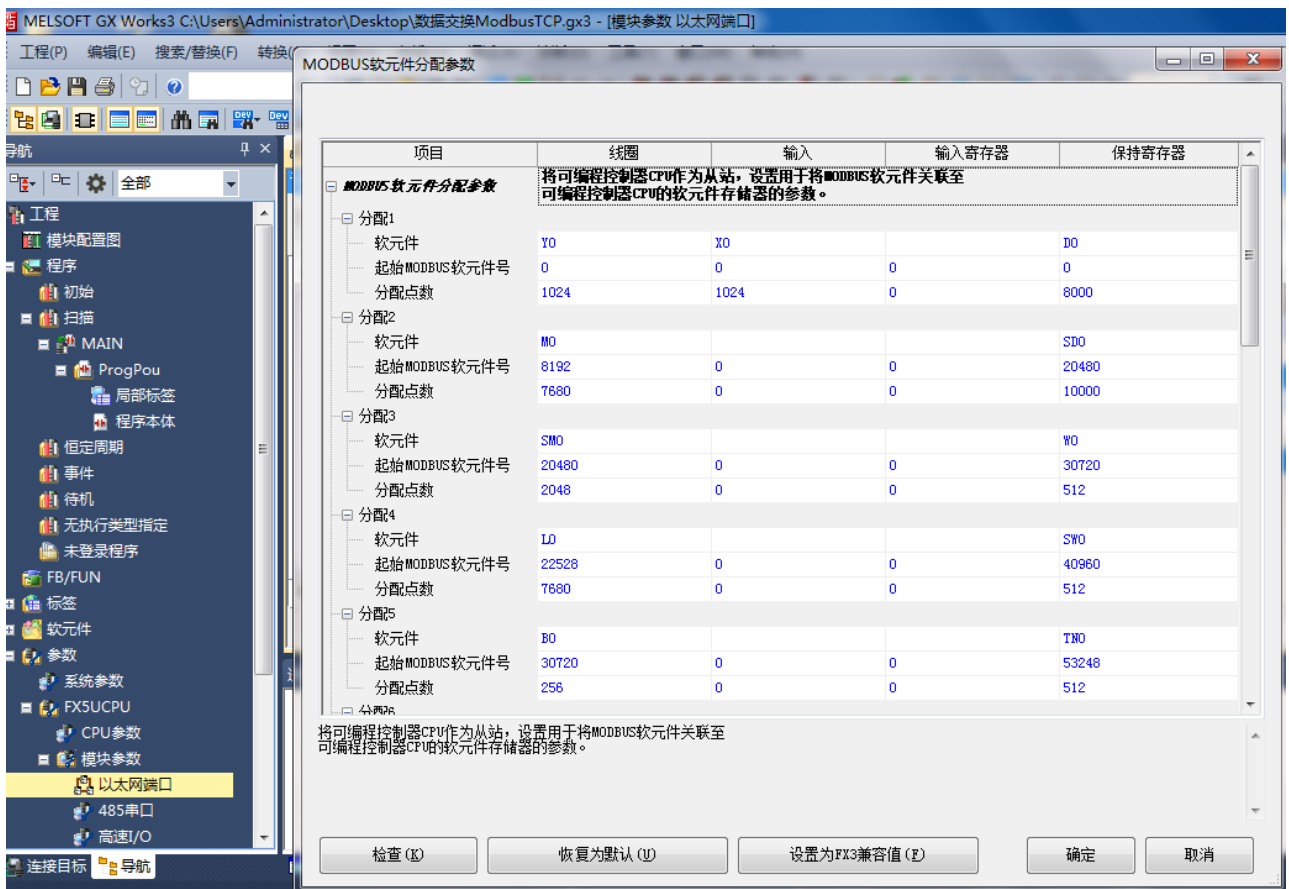 MELSOFT GX Works3 C:\Users\Administrator\Desktop\数据交换ModbusTCP.gx3 - [模块参数 以太网端口]
工程(P) 编辑(E) 搜索/替换(F) 转换(
MODBUS软元件分配参数
导航
全部
工程
模块配置图
程序
初始
扫描
MAIN
ProgPou
局部标签
程序本体
恒定周期
事件
待机
无执行类型指定
未登录程序
FB/FUN
标签
软元件
参数
系统参数
FX5UCPU
CPU参数
模块参数
以太网端口
485串口
高速I/O
连接目标 导航
项目 线圈 输入 输入寄存器 保持寄存器
MODBUS软元件分配参数 将可编程控制器CPU作为从站，设置用于将MODBUS软元件关联至
可编程控制器CPU的软元件存储器的参数。
分配1
软元件 Y0 X0 D0
起始MODBUS软元件号 0 0 0 0
分配点数 1024 1024 0 8000
分配2
软元件 M0 SD0
起始MODBUS软元件号 8192 0 0 20480
分配点数 7680 0 0 10000
分配3
软元件 SM0 W0
起始MODBUS软元件号 20480 0 0 30720
分配点数 2048 0 0 512
分配4
软元件 L0 SW0
起始MODBUS软元件号 22528 0 0 40960
分配点数 7680 0 0 512
分配5
软元件 B0 TN0
起始MODBUS软元件号 30720 0 0 53248
分配点数 256 0 0 512
分配6
将可编程控制器CPU作为从站，设置用于将MODBUS软元件关联至
可编程控制器CPU的软元件存储器的参数。
检查(K) 恢复为默认(U) 设置为FX3兼容值(F) 确定 取消